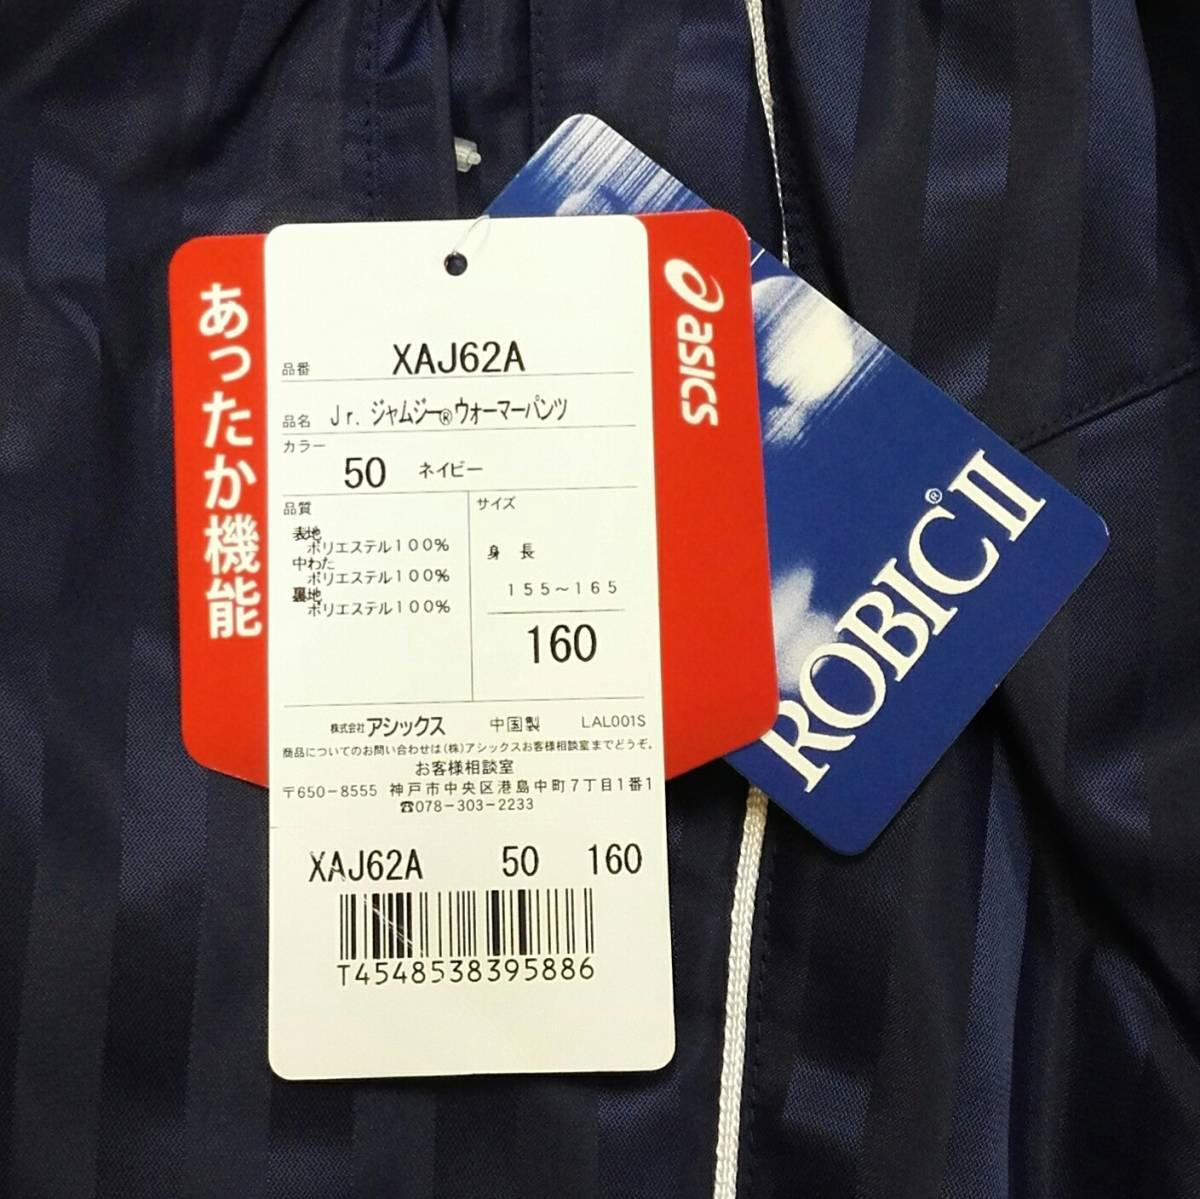 あったか機能
asics
品番 XAJ62A
品名 Jr. ジャムジー®ウォーマーパンツ
カラー
50 ネイビー
品質
表地
ポリエステル100%
中わた
ポリエステル100%
裏地
ポリエステル100%
サイズ
身 長
155~165
160
株式会社アシックス 中国製 LAL001S
商品についてのお問い合わせは(株)アシックスお客様相談室までどうぞ。
お客様相談室
〒650-8555 神戸市中央区港島中町7丁目1番1
☎078-303-2233
XAJ62A 50 160
T4548538395886
ROBIC®II